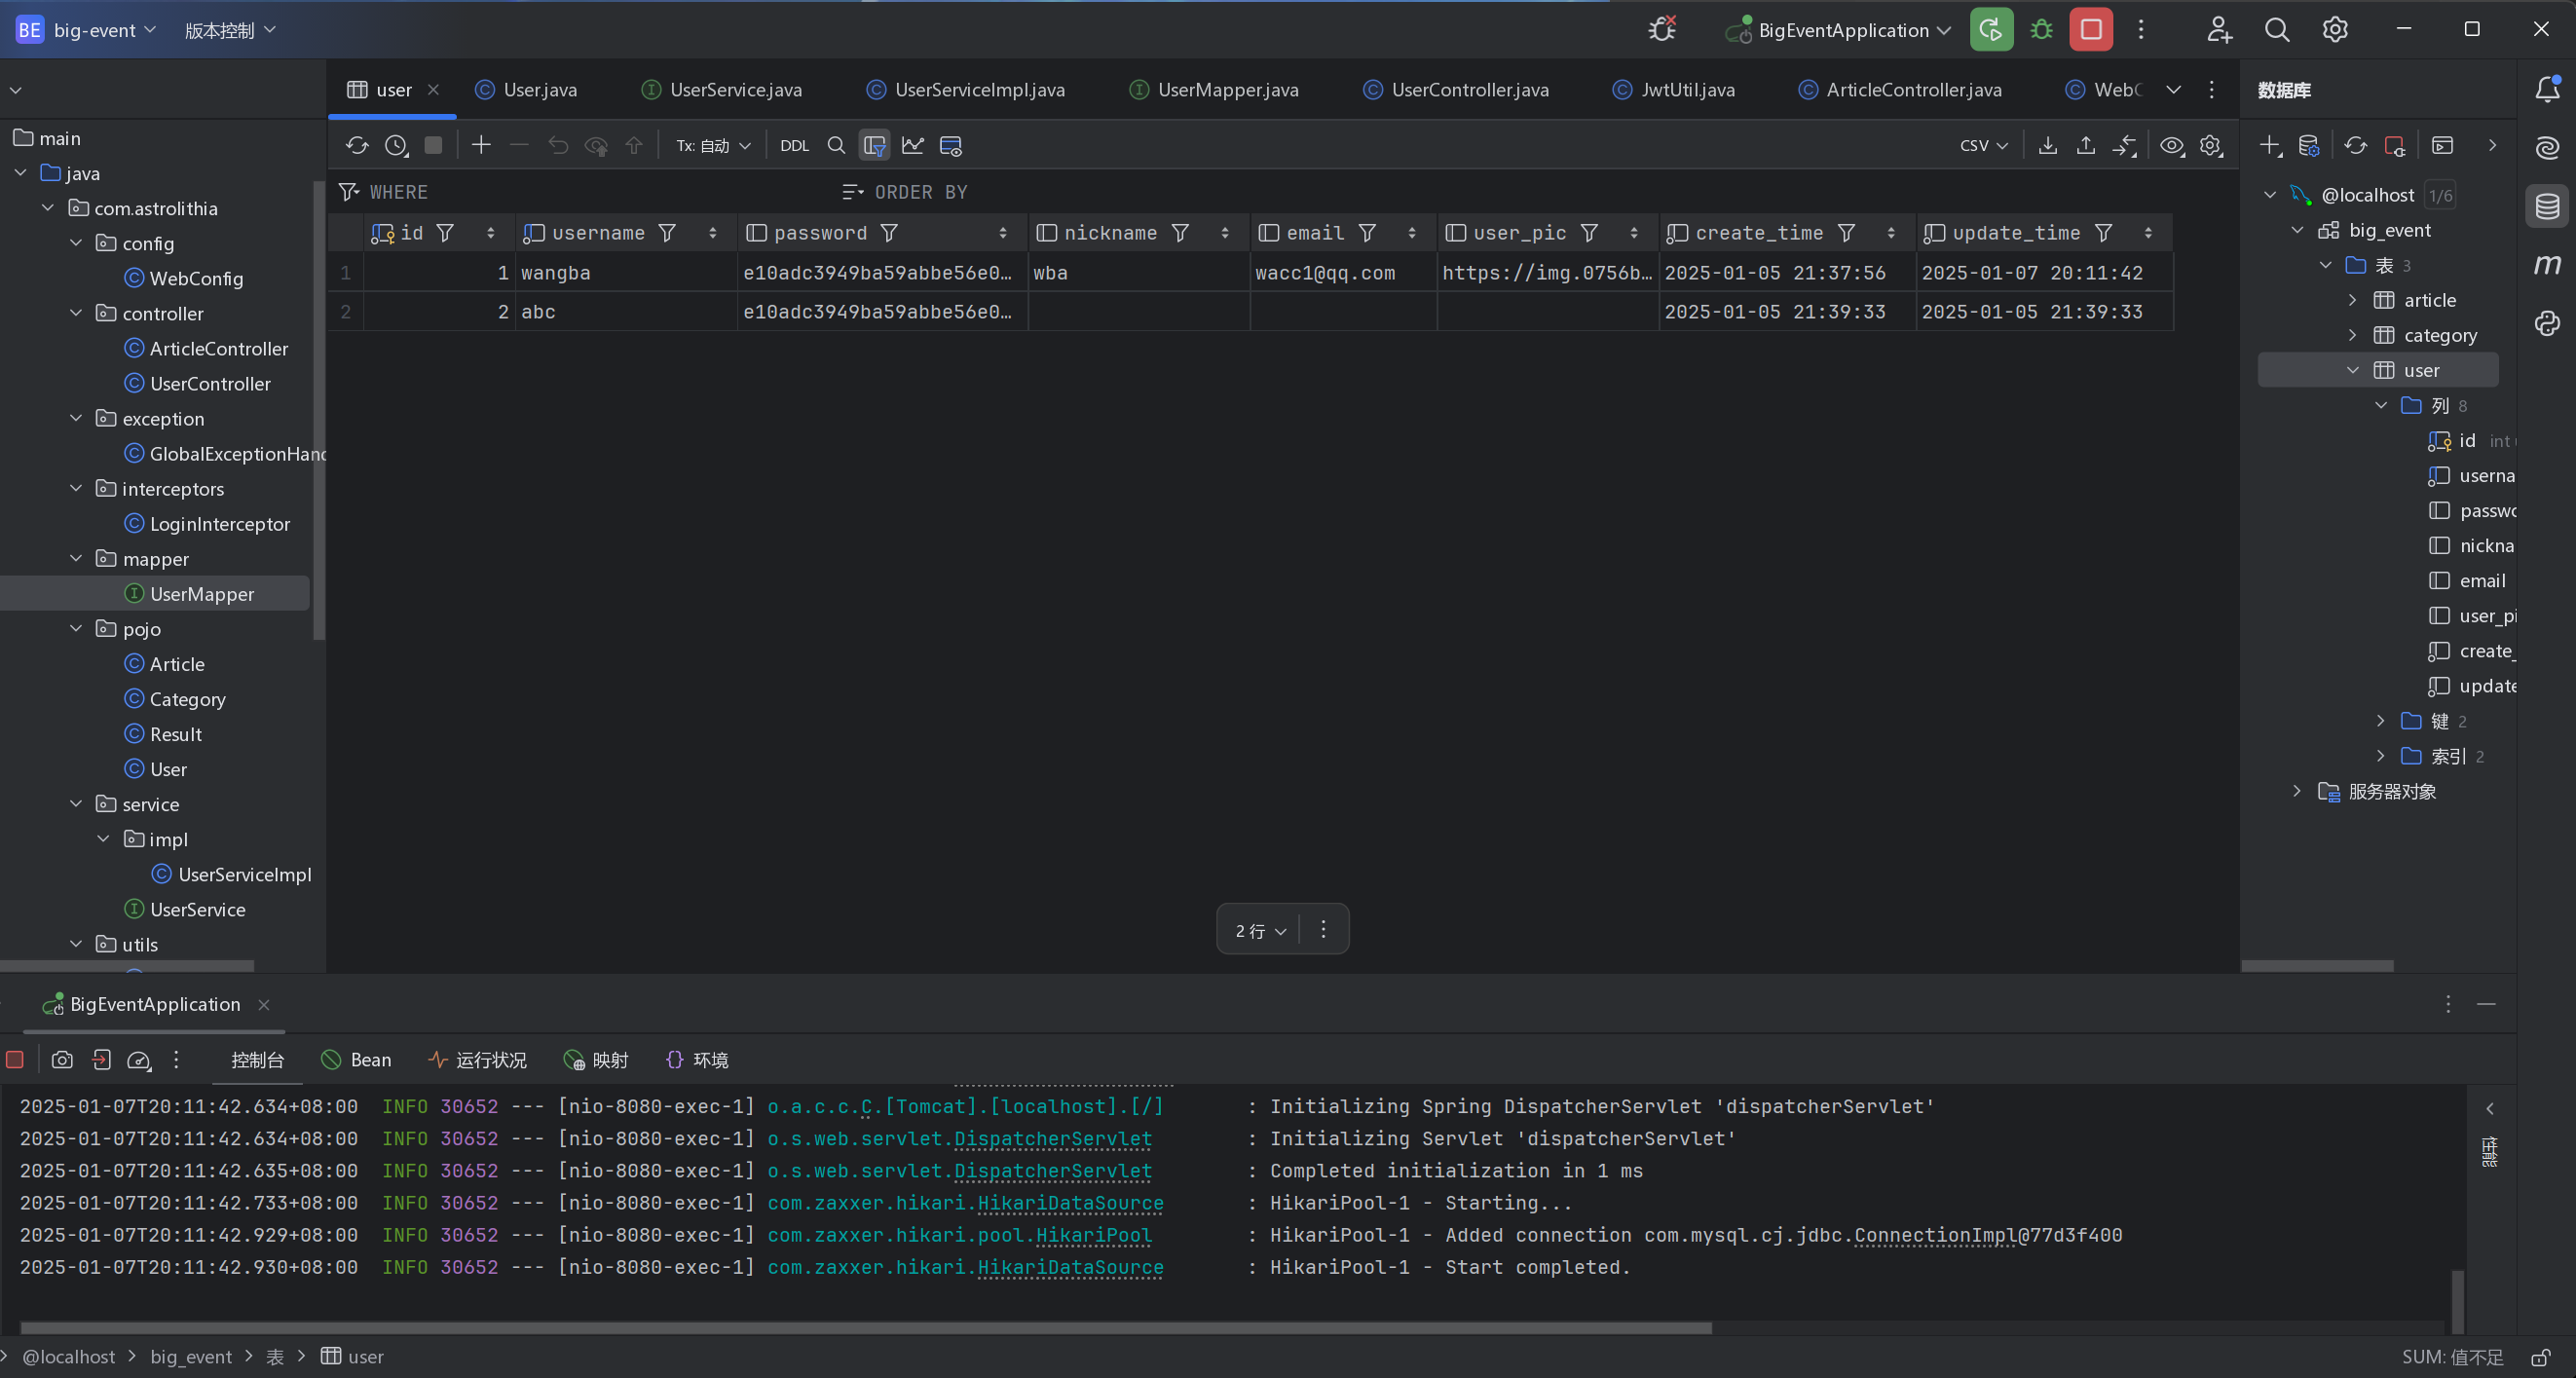 BE big-event 版本控制 BigEventApplication
user User.java UserService.java UserServiceImpl.java UserMapper.java UserController.java JwtUtil.java ArticleController.java WebC
数据库
Tx: 自动 DDL CSV
WHERE ORDER BY
id username password nickname email user_pic create_time update_time
1 1 wangba e10adc3949ba59abbe56e0… wba wacc1@qq.com https://img.0756b… 2025-01-05 21:37:56 2025-01-07 20:11:42
2 2 abc e10adc3949ba59abbe56e0… 2025-01-05 21:39:33 2025-01-05 21:39:33
2 行
main
java
com.astrolithia
config
WebConfig
controller
ArticleController
UserController
exception
GlobalExceptionHand
interceptors
LoginInterceptor
mapper
UserMapper
pojo
Article
Category
Result
User
service
impl
UserServiceImpl
UserService
utils
@localhost 1/6
big_event
表 3
article
category
user
列 8
id int
userna
passwo
nickna
email
user_pi
create_
update
键 2
索引 2
服务器对象
m
BigEventApplication
控制台 Bean 运行状况 映射 环境
2025-01-07T20:11:42.634+08:00 INFO 30652 --- [nio-8080-exec-1] o.a.c.c.C.[Tomcat].[localhost].[/] : Initializing Spring DispatcherServlet 'dispatcherServlet'
2025-01-07T20:11:42.634+08:00 INFO 30652 --- [nio-8080-exec-1] o.s.web.servlet.DispatcherServlet : Initializing Servlet 'dispatcherServlet'
2025-01-07T20:11:42.635+08:00 INFO 30652 --- [nio-8080-exec-1] o.s.web.servlet.DispatcherServlet : Completed initialization in 1 ms
2025-01-07T20:11:42.733+08:00 INFO 30652 --- [nio-8080-exec-1] com.zaxxer.hikari.HikariDataSource : HikariPool-1 - Starting...
2025-01-07T20:11:42.929+08:00 INFO 30652 --- [nio-8080-exec-1] com.zaxxer.hikari.pool.HikariPool : HikariPool-1 - Added connection com.mysql.cj.jdbc.ConnectionImpl@77d3f400
2025-01-07T20:11:42.930+08:00 INFO 30652 --- [nio-8080-exec-1] com.zaxxer.hikari.HikariDataSource : HikariPool-1 - Start completed.
性能
@localhost big_event 表 user
SUM: 值不足